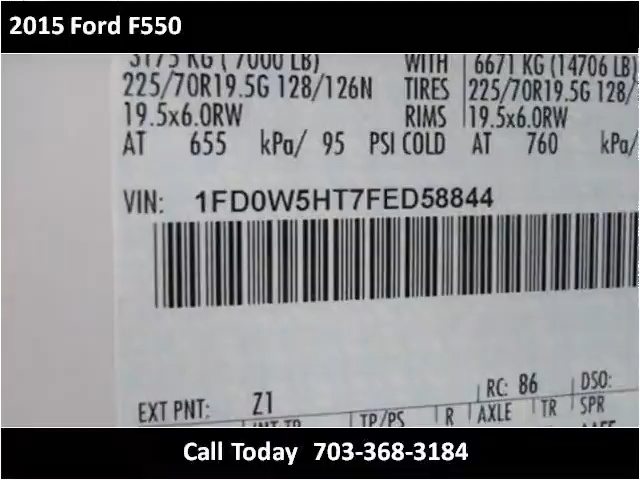 2015 Ford F550
3175 KG ( 7000 LB) WITH 6671 KG (14706 LB)
225/70R19.5G 128/126N TIRES 225/70R19.5G 128/
19.5x6.0RW RIMS 19.5x6.0RW
AT 655 kPa/ 95 PSI COLD AT 760 kPa/
VIN: 1FD0W5HT7FED58844
EXT PNT: Z1 RC: 86 DSO:
TP/PS R AXLE TR SPR
Call Today 703-368-3184